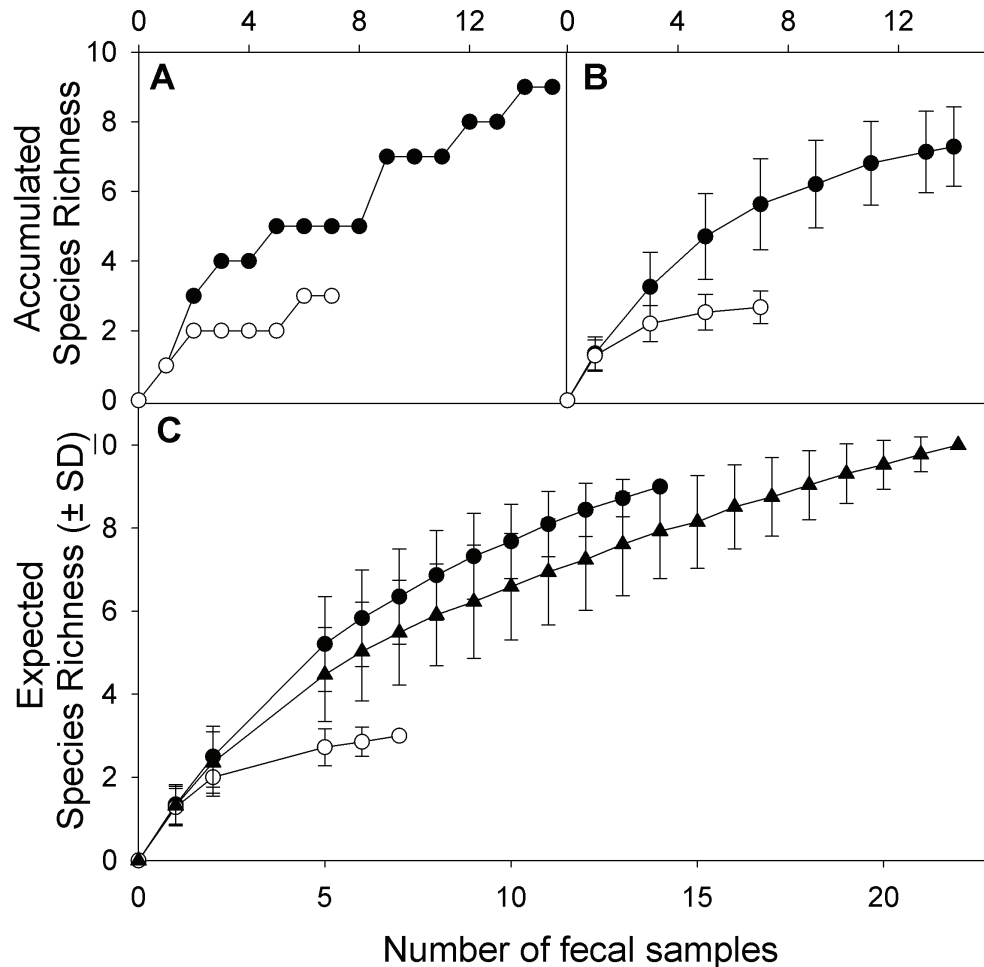 0 4 8 12 0 4 8 12
10
8
6
4
2
0
Accumulated
Species Richness
A
B
C
10
8
6
4
2
0
Expected
Species Richness (± SD)
0 5 10 15 20
Number of fecal samples